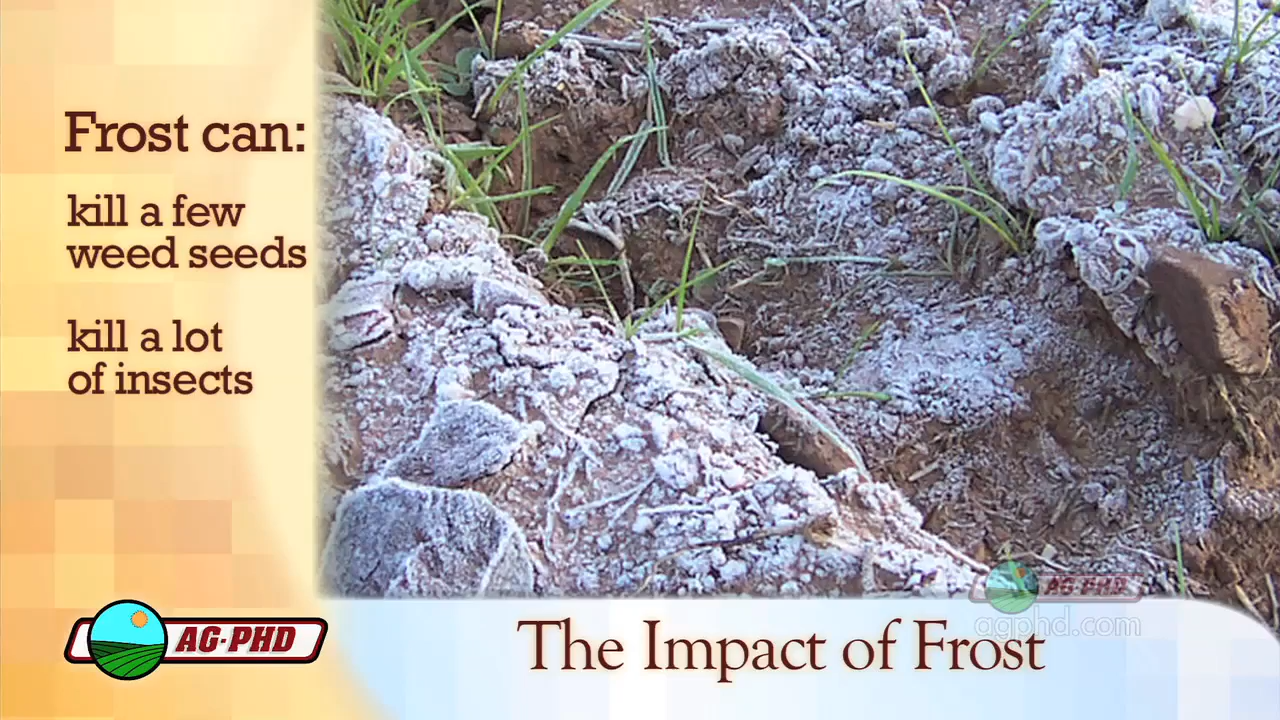 Frost can:
kill a few
weed seeds
kill a lot
of insects
AG-PHD
The Impact of Frost
AG-PHD
agphd.com